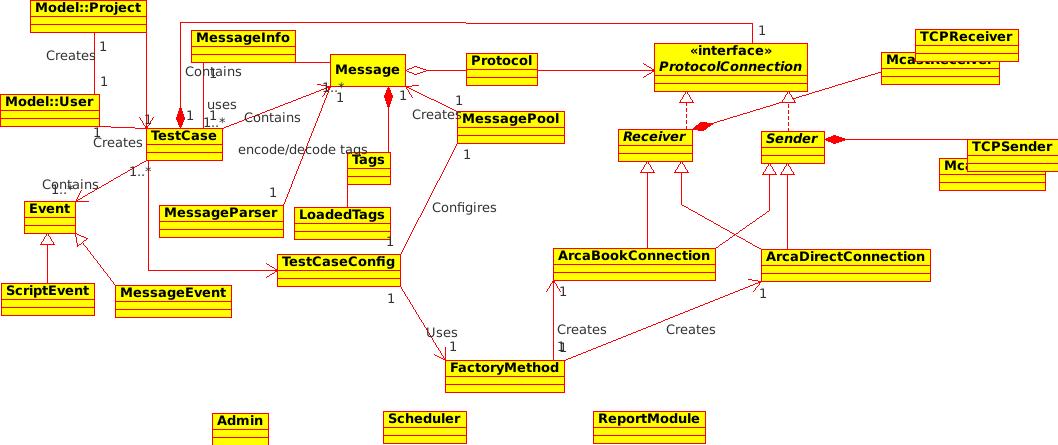 Model::Project
1
Creates
1
Model::User
1
Creates
1
MessageInfo
Contains
1
uses
1
1
1..*
TestCase
1..*
Contains
1..*
Event
ScriptEvent
MessageEvent
Message
1..*
1
1
Contains
encode/decode tags
Tags
1
MessageParser
LoadedTags
1
Protocol
1
Creates
MessagePool
1
Configires
TestCaseConfig
1
Uses
1
FactoryMethod
1
«interface»
ProtocolConnection
TCPReceiver
Receiver
Sender
TCPSender
ArcaBookConnection
ArcaDirectConnection
1
1
Creates
Creates
1
1
Admin
Scheduler
ReportModule